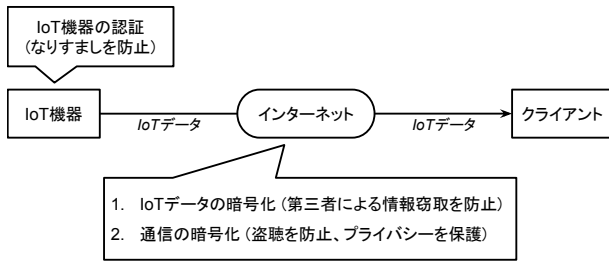 IoT機器の認証
(なりすましを防止)
IoT機器
IoTデータ
インターネット
IoTデータ
クライアント
1. IoTデータの暗号化 (第三者による情報窃取を防止)
2. 通信の暗号化 (盗聴を防止、プライバシーを保護)